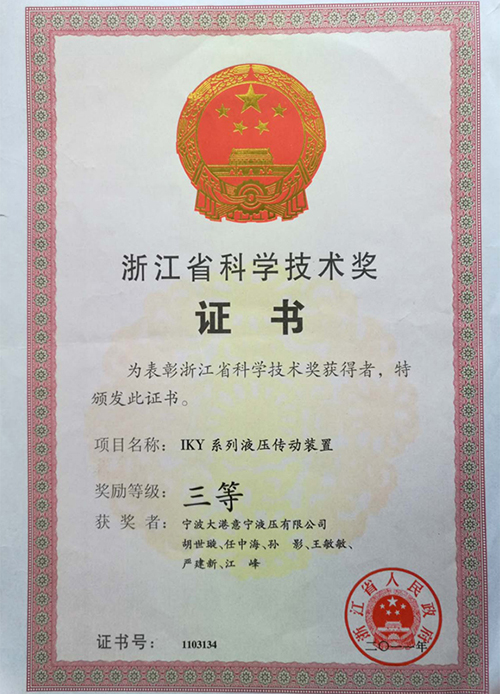 浙江省科学技术奖
证书
为表彰浙江省科学技术奖获得者，特
颁发此证书。
项目名称： IKY 系列液压传动装置
奖励等级： 三等
获奖者： 宁波大港意宁液压有限公司
胡世璇、任中海、孙 影、王敏敏、
严建新、江 峰
浙江省人民政府
二〇一一年
证书号： 1103134